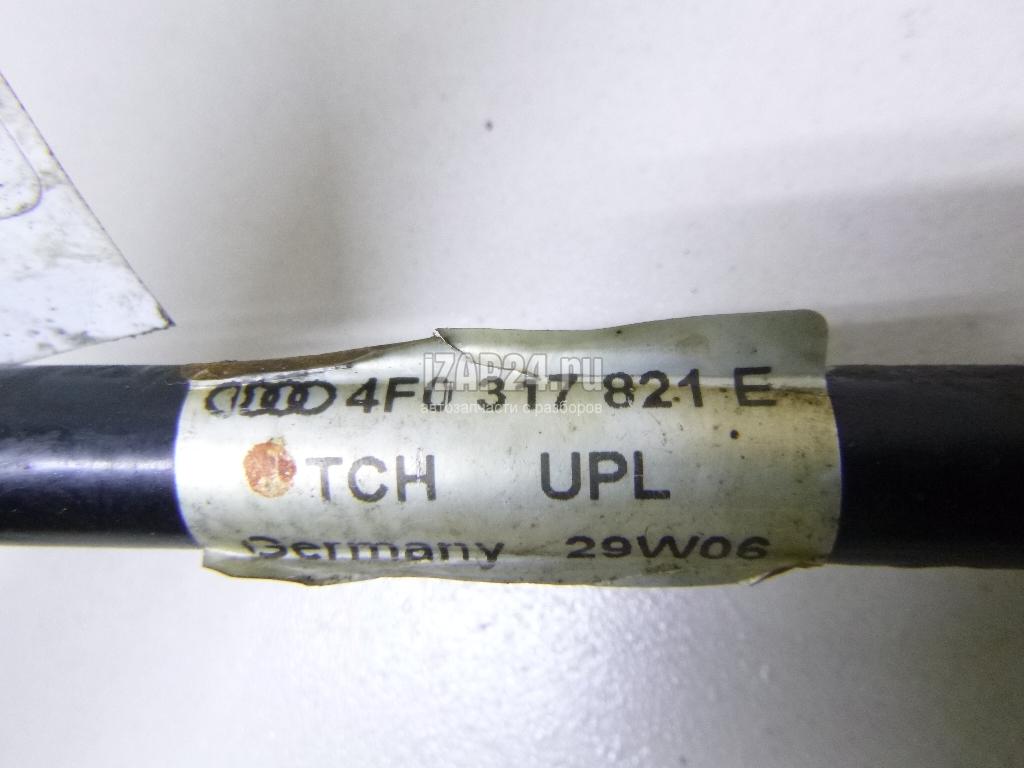 iZAP24.ru
4F0 317 821 E
автозапчасти с разборов
TCH UPL
Germany 29W06